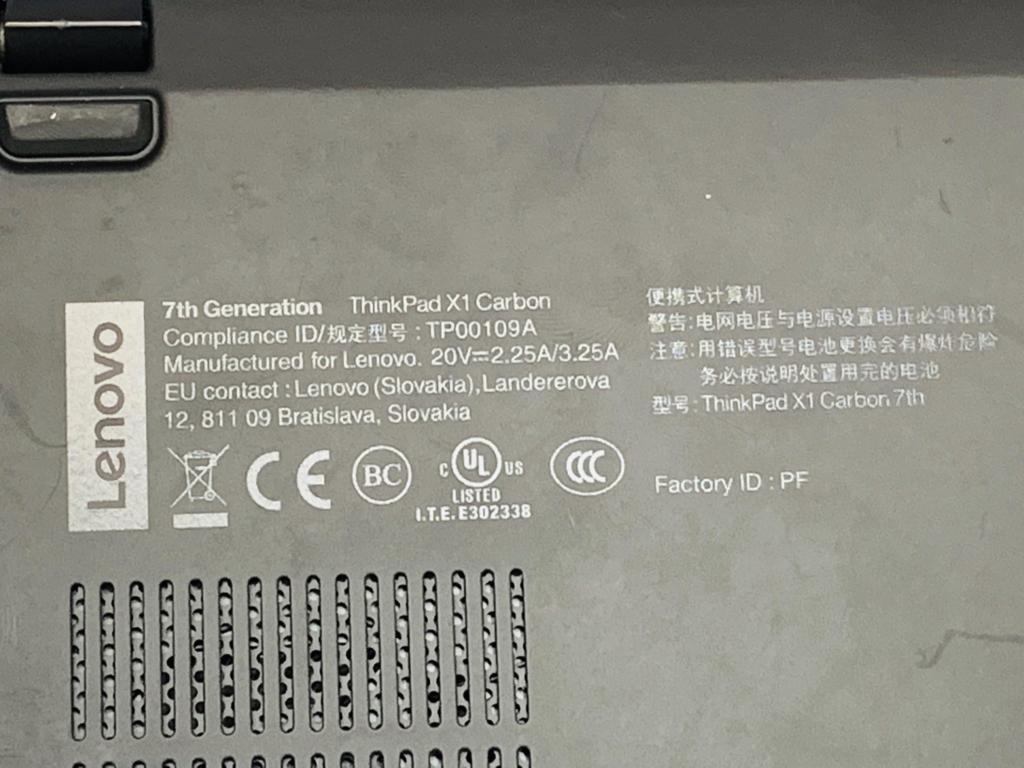 Lenovo
7th Generation ThinkPad X1 Carbon
Compliance ID/规定型号 : TP00109A
Manufactured for Lenovo. 20V⎓2.25A/3.25A
EU contact : Lenovo (Slovakia), Landererova
12, 811 09 Bratislava, Slovakia
CE
BC
C UL US
LISTED
I.T.E. E302338
CCC
便携式计算机
警告:电网电压与电源设置电压必须相符
注意:用错误型号电池更换会有爆炸危险
务必按说明处置用完的电池
型号:ThinkPad X1 Carbon 7th
Factory ID : PF